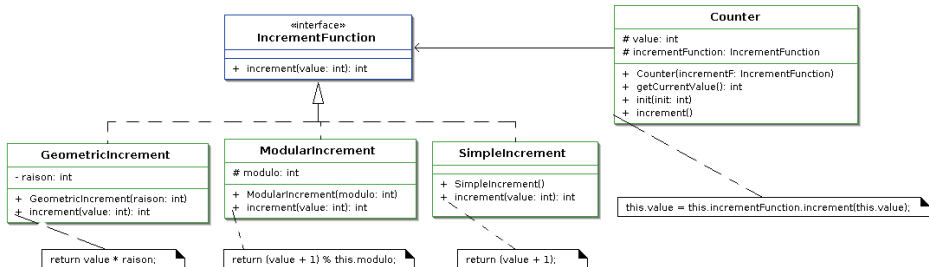 «interface»
IncrementFunction
+ increment(value: int): int
Counter
# value: int
# incrementFunction: IncrementFunction
+ Counter(incrementF: IncrementFunction)
+ getCurrentValue(): int
+ init(init: int)
+ increment()
GeometricIncrement
- raison: int
+ GeometricIncrement(raison: int)
+ increment(value: int): int
ModularIncrement
# modulo: int
+ ModularIncrement(modulo: int)
+ increment(value: int): int
SimpleIncrement
+ SimpleIncrement()
+ increment(value: int): int
this.value = this.incrementFunction.increment(this.value);
return value * raison;
return (value + 1) % this.modulo;
return (value + 1);